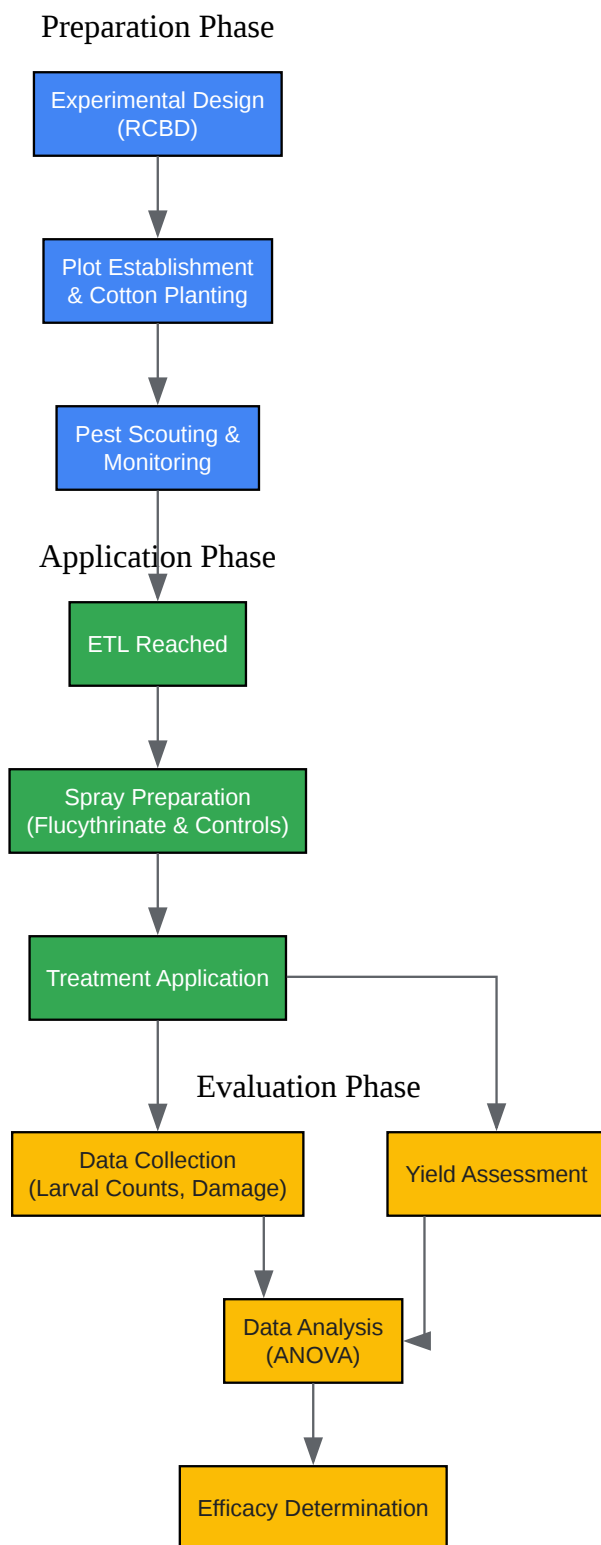 Preparation Phase
Experimental Design
(RCBD)
Plot Establishment
& Cotton Planting
Pest Scouting &
Monitoring
Application Phase
ETL Reached
Spray Preparation
(Flucythrinate & Controls)
Treatment Application
Evaluation Phase
Data Collection
(Larval Counts, Damage)
Yield Assessment
Data Analysis
(ANOVA)
Efficacy Determination